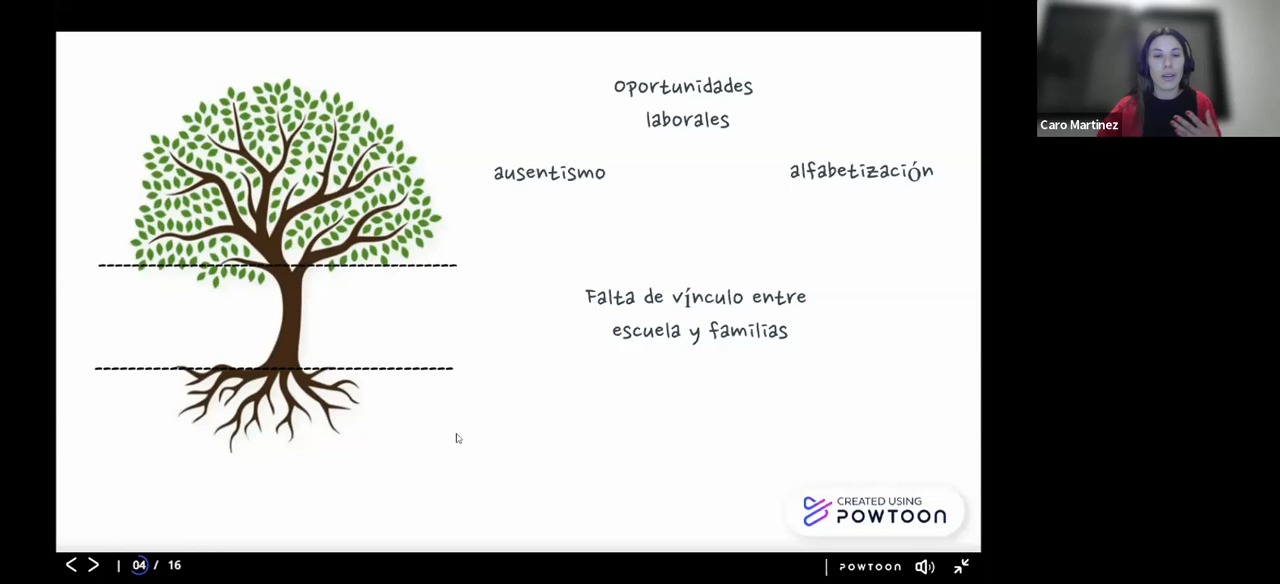 oportunidades
laborales
ausentismo
alfabetización
Falta de vínculo entre
escuela y familias
CREATED USING
POWTOON
Caro Martinez
< > | 04 / 16
| POWTOON